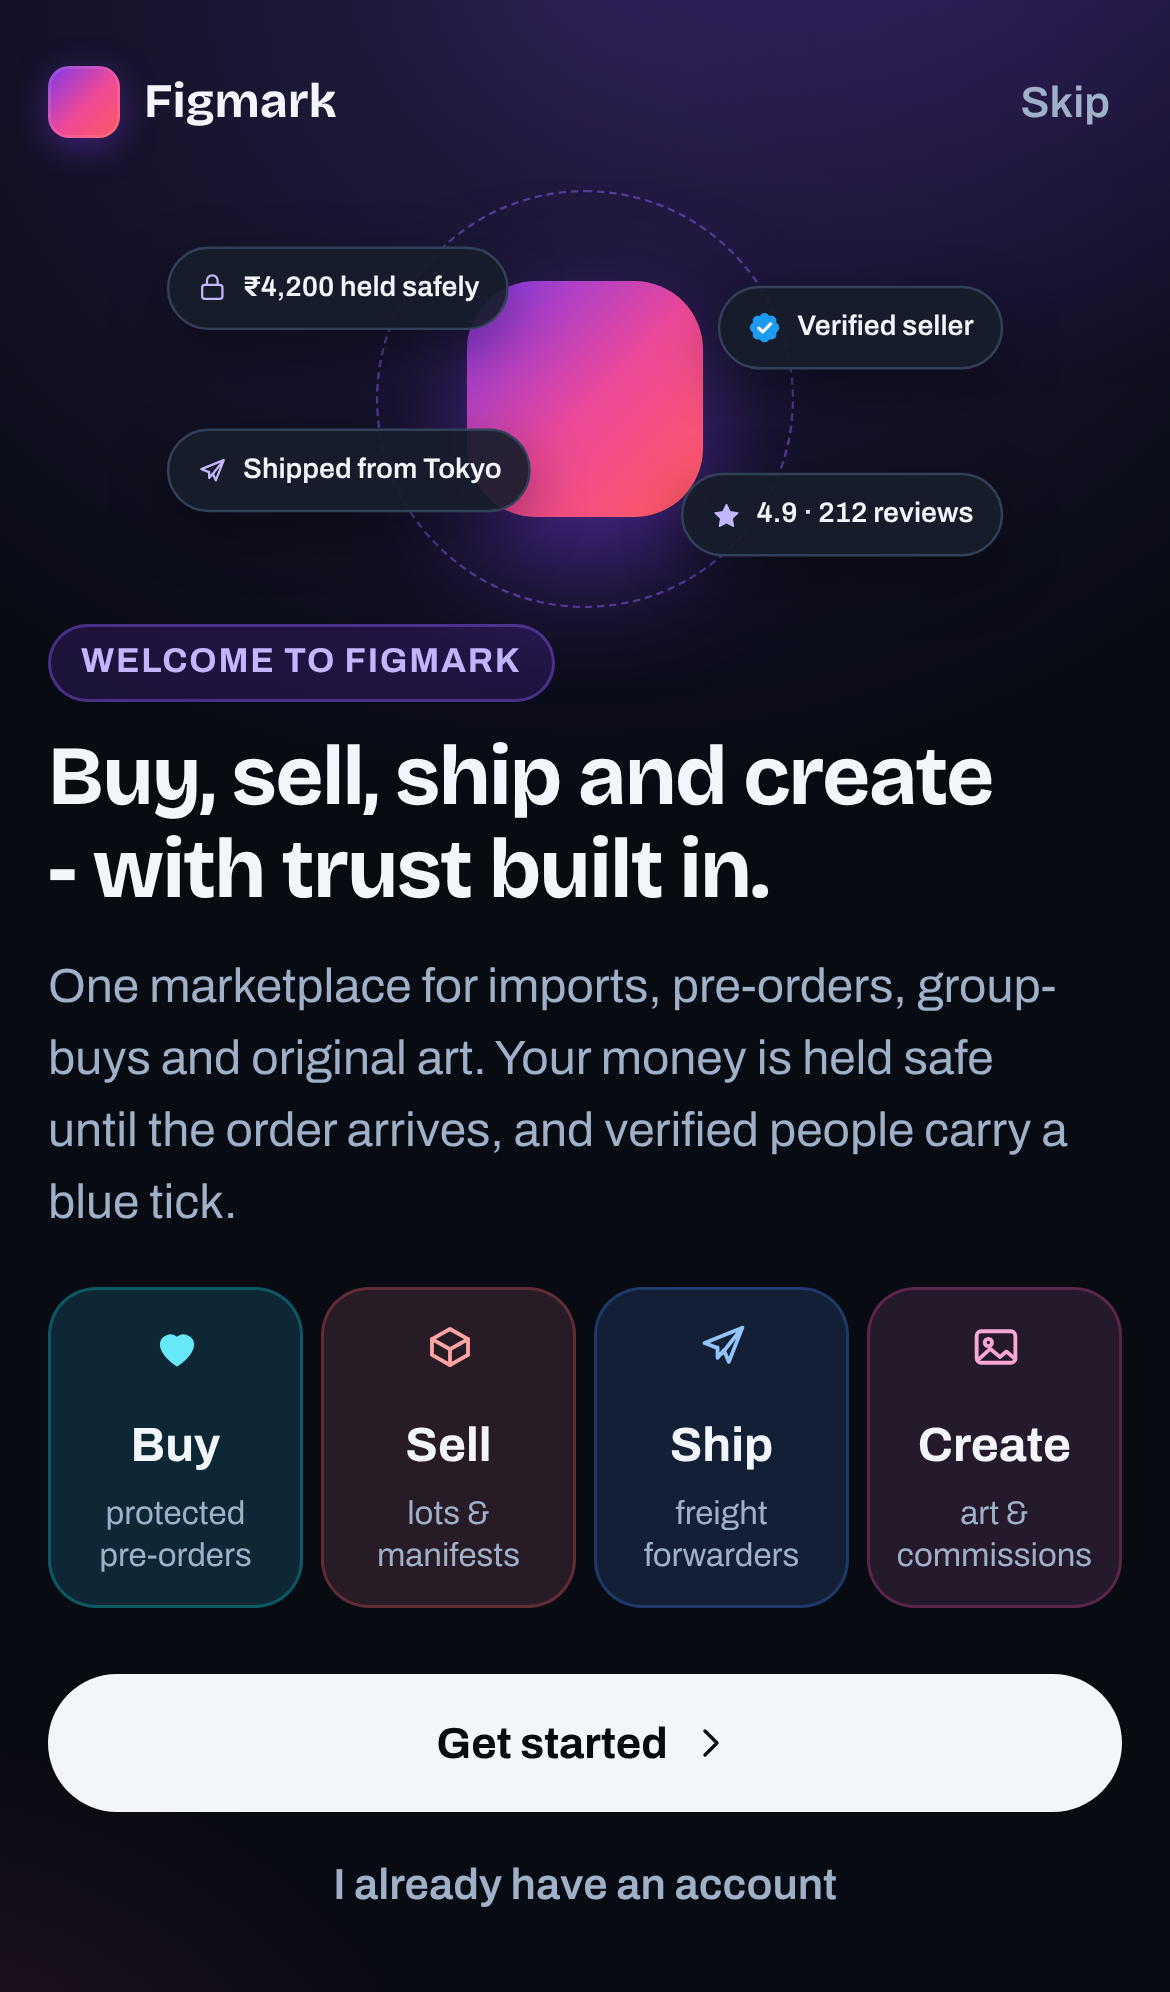 Figmark
Skip
₹4,200 held safely
Verified seller
Shipped from Tokyo
4.9 · 212 reviews
WELCOME TO FIGMARK
Buy, sell, ship and create
- with trust built in.
One marketplace for imports, pre-orders, group-
buys and original art. Your money is held safe
until the order arrives, and verified people carry a
blue tick.
Buy
protected
pre-orders
Sell
lots &
manifests
Ship
freight
forwarders
Create
art &
commissions
Get started
I already have an account